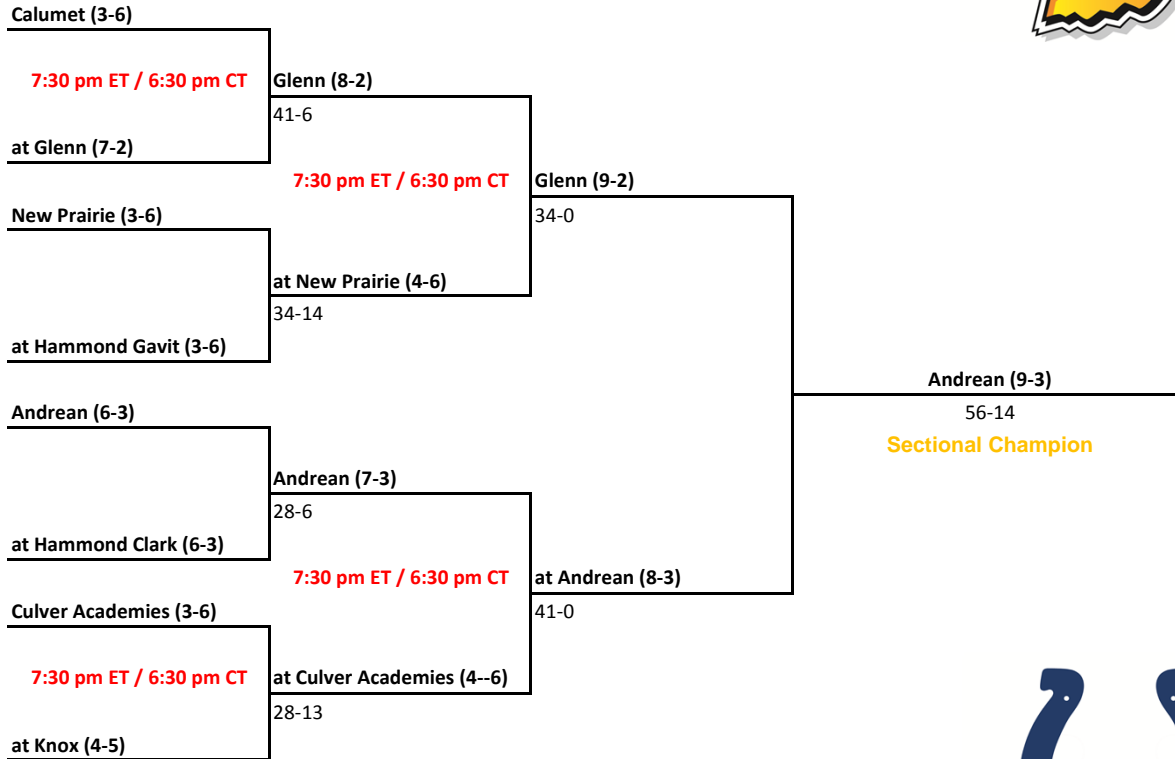 Calumet (3-6)
7:30 pm ET / 6:30 pm CT
Glenn (8-2)
41-6
at Glenn (7-2)
7:30 pm ET / 6:30 pm CT
Glenn (9-2)
34-0
New Prairie (3-6)
at New Prairie (4-6)
34-14
at Hammond Gavit (3-6)
Andrean (9-3)
56-14
Sectional Champion
Andrean (6-3)
Andrean (7-3)
28-6
at Hammond Clark (6-3)
7:30 pm ET / 6:30 pm CT
at Andrean (8-3)
41-0
Culver Academies (3-6)
7:30 pm ET / 6:30 pm CT
at Culver Academies (4--6)
28-13
at Knox (4-5)